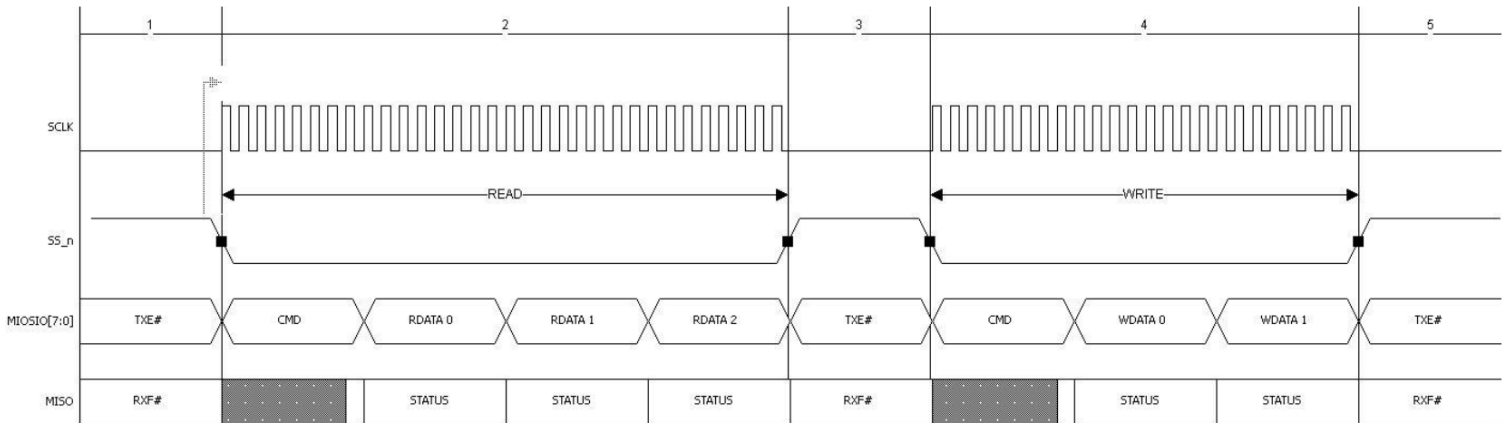 1 2 3 4 5
SCLK
READ WRITE
SS_n
MIOSIO[7:0] TXE# CMD RDATA 0 RDATA 1 RDATA 2 TXE# CMD WDATA 0 WDATA 1 TXE#
MISO RXF# STATUS STATUS STATUS RXF# STATUS STATUS RXF#